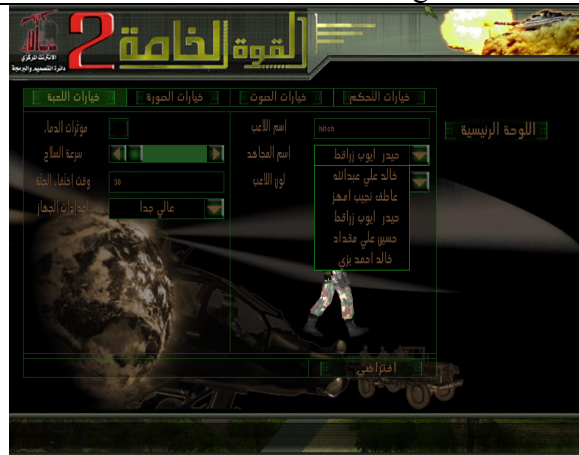 القوة الخاصة 2
الانترنت المركزي
دائرة التصميم والبرمجة
خيارات التحكم
خيارات الصوت
خيارات الصورة
خيارات اللعبة
اللوحة الرئيسية
اسم اللاعب
hitch
اسم المجاهد
حيدر ايوب زراقط
لون اللاعب
خالد علي عبدالله
عاطف نجيب امهز
حيدر ايوب زراقط
حسين علي مقداد
خالد احمد بزي
موثرات الدماء
سرعة السلاح
وقت اختفاء الجثة
30
اعدادات الجهاز
عالي جدا
افتراضي